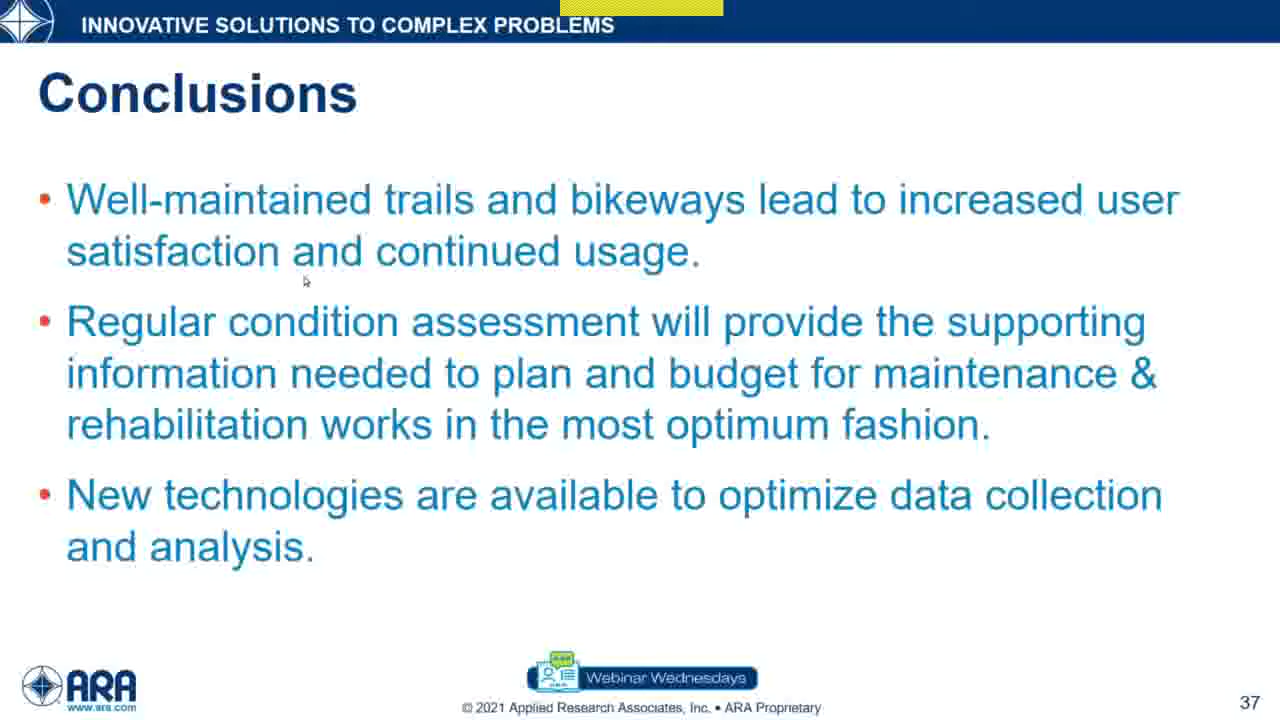 INNOVATIVE SOLUTIONS TO COMPLEX PROBLEMS
Conclusions
• Well-maintained trails and bikeways lead to increased user
satisfaction and continued usage.
• Regular condition assessment will provide the supporting
information needed to plan and budget for maintenance &
rehabilitation works in the most optimum fashion.
• New technologies are available to optimize data collection
and analysis.
ARA
www.ara.com
Webinar Wednesdays
© 2021 Applied Research Associates, Inc. • ARA Proprietary
37